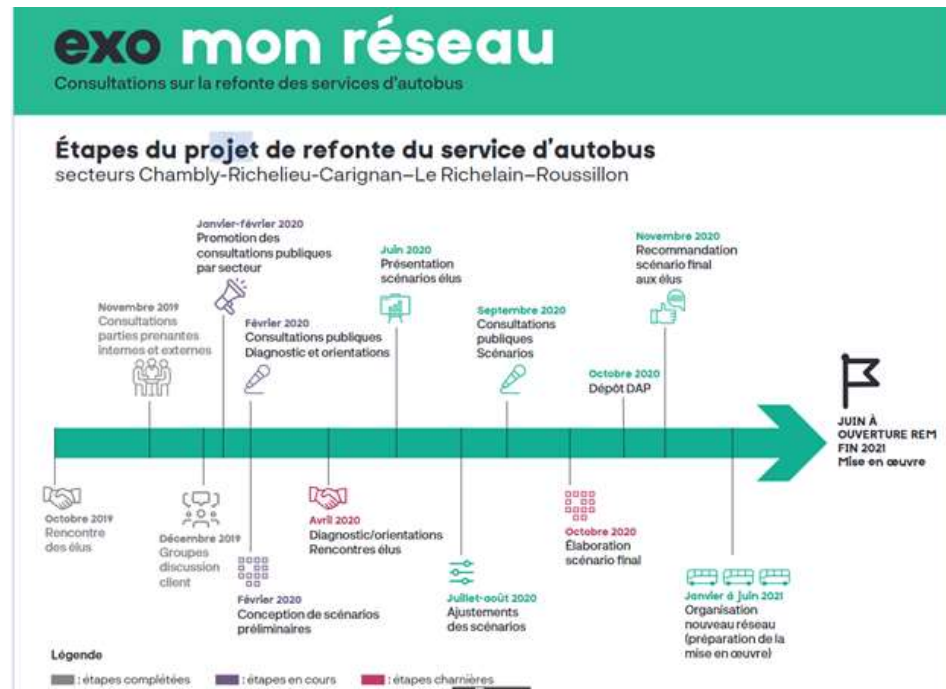 exo mon réseau
Consultations sur la refonte des services d'autobus
Étapes du projet de refonte du service d'autobus
secteurs Chambly-Richelieu-Carignan–Le Richelain–Roussillon
Janvier-février 2020
Promotion des
consultations publiques
par secteur
Novembre 2019
Consultations
parties prenantes
internes et externes
Février 2020
Consultations publiques
Diagnostic et orientations
Juin 2020
Présentation
scénarios élus
Septembre 2020
Consultations
publiques
Scénarios
Octobre 2020
Dépôt DAP
Novembre 2020
Recommandation
scénario final
aux élus
JUIN À
OUVERTURE REM
FIN 2021
Mise en œuvre
Octobre 2019
Rencontre
des élus
Décembre 2019
Groupes
discussion
client
Février 2020
Conception de scénarios
préliminaires
Avril 2020
Diagnostic/orientations
Rencontres élus
Juillet-août 2020
Ajustements
des scénarios
Octobre 2020
Élaboration
scénario final
Janvier à juin 2021
Organisation
nouveau réseau
(préparation de la
mise en œuvre)
Légende
: étapes complétées : étapes en cours : étapes charnières